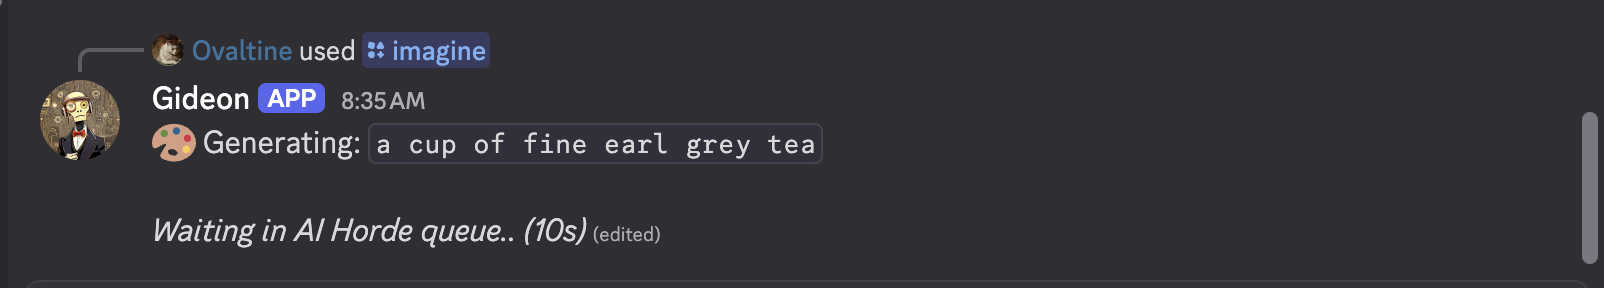 Ovaltine used imagine
Gideon APP 8:35 AM
Generating: a cup of fine earl grey tea
Waiting in AI Horde queue.. (10s) (edited)